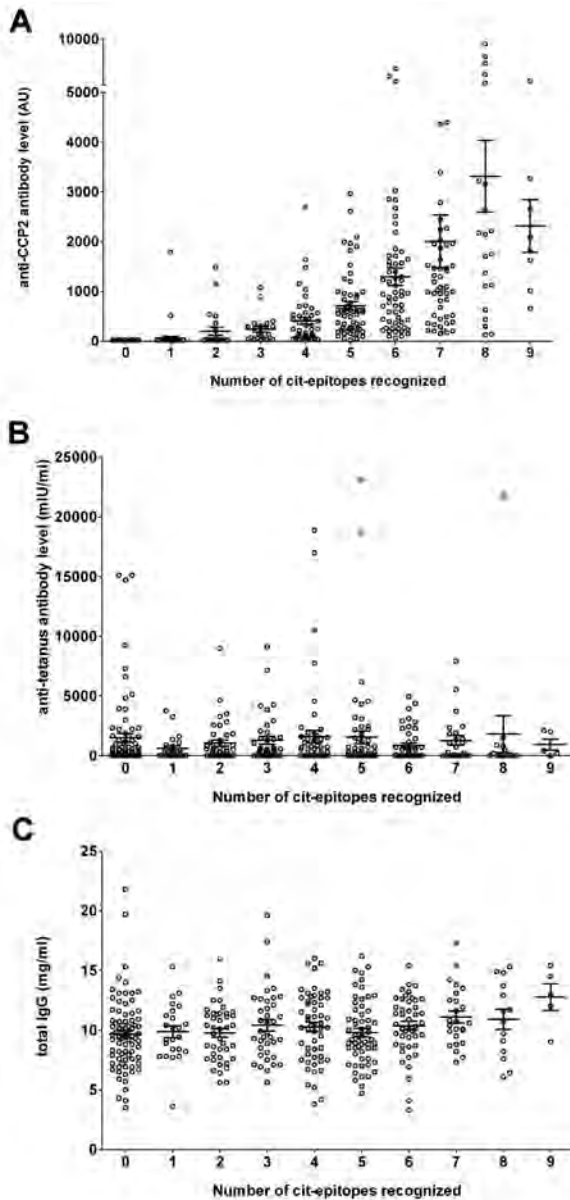 A
10000
5000
4000
3000
2000
1000
0
anti-CCP2 antibody level (AU)
0 1 2 3 4 5 6 7 8 9
Number of cit-epitopes recognized
B
25000
20000
15000
10000
5000
0
anti-tetanus antibody level (mIU/ml)
0 1 2 3 4 5 6 7 8 9
Number of cit-epitopes recognized
C
25
20
15
10
5
0
total IgG (mg/ml)
0 1 2 3 4 5 6 7 8 9
Number of cit-epitopes recognized